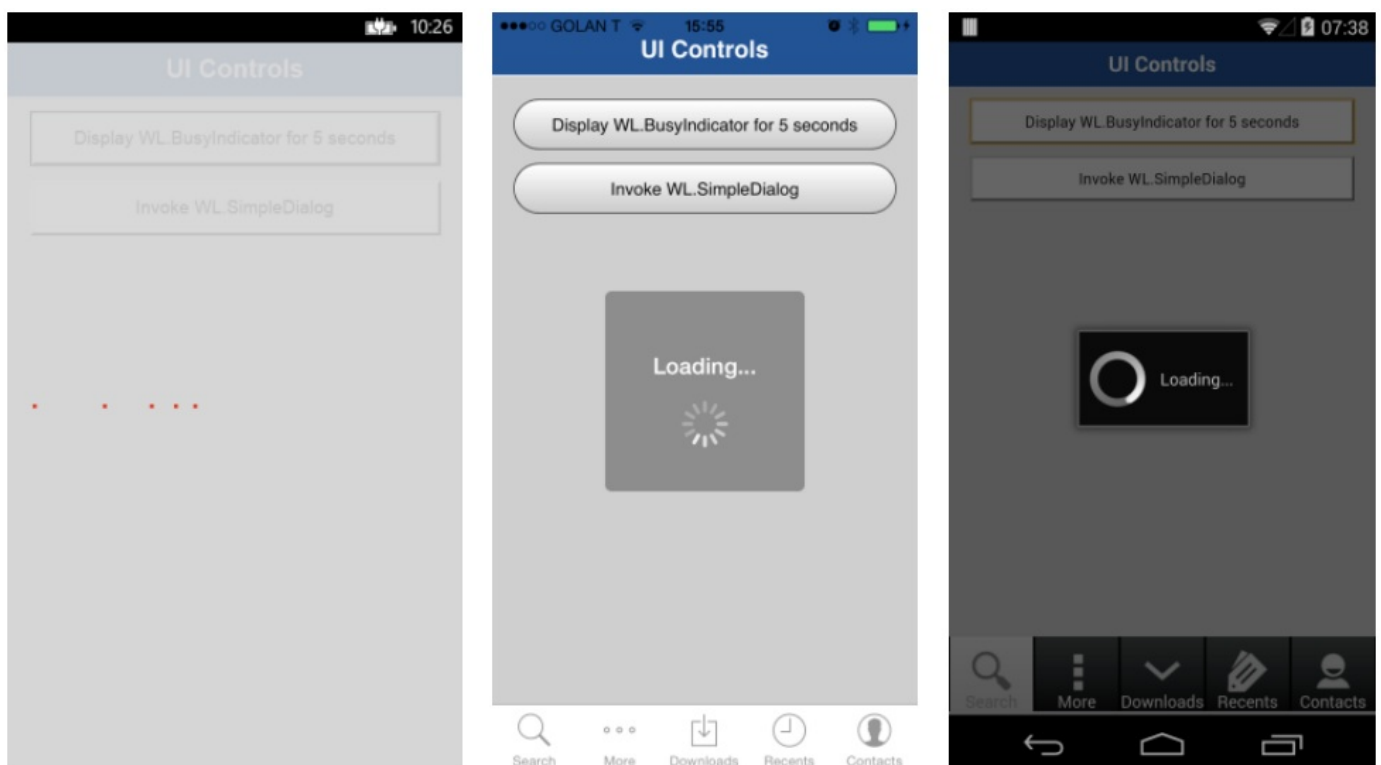 10:26
UI Controls
Display WL.BusyIndicator for 5 seconds
Invoke WL.SimpleDialog
GOLAN T 15:55
UI Controls
Display WL.BusyIndicator for 5 seconds
Invoke WL.SimpleDialog
Loading...
Search More Downloads Recents Contacts
07:38
UI Controls
Display WL.BusyIndicator for 5 seconds
Invoke WL.SimpleDialog
Loading...
Search More Downloads Recents Contacts